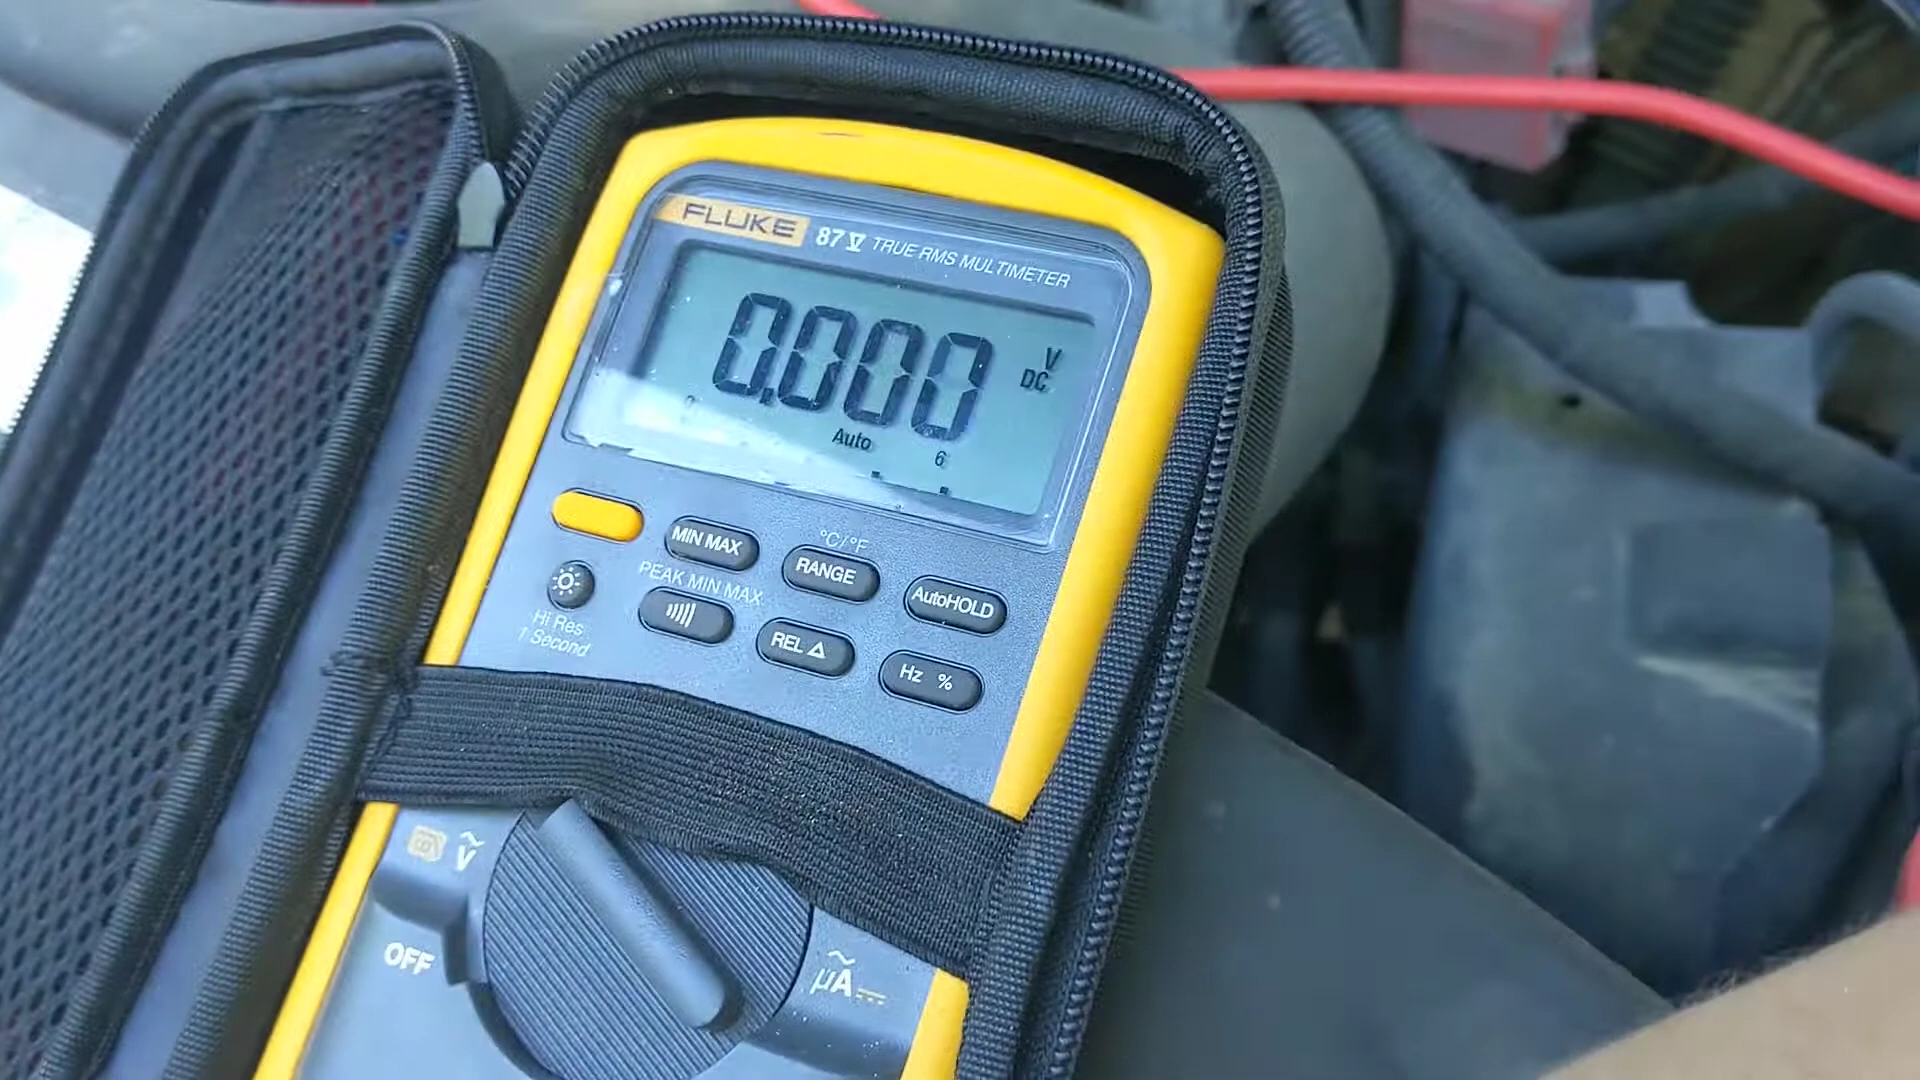 FLUKE 87 V TRUE RMS MULTIMETER
0.000 V DC
0
Auto 6
MIN MAX
°C/°F
RANGE
AutoHOLD
PEAK MIN MAX
Hi Res
1 Second
REL △
Hz %
V
OFF
µA